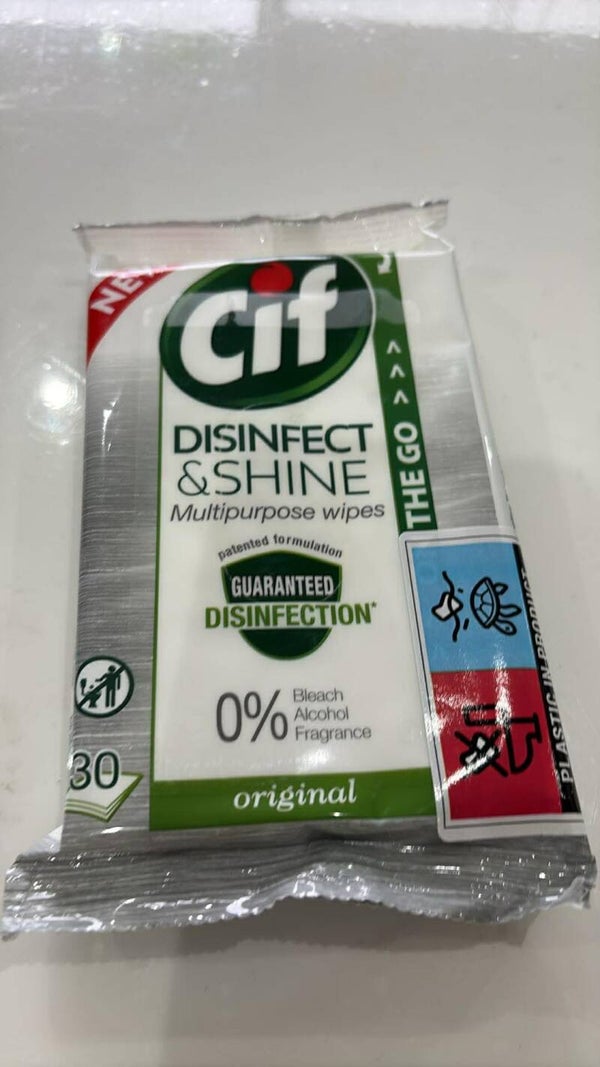 NE
Cif
DISINFECT
&SHINE
Multipurpose wipes
THE GO
patented formulation
GUARANTEED
DISINFECTION*
0% Bleach
Alcohol
Fragrance
30
original
PLASTIC IN PRODUCT